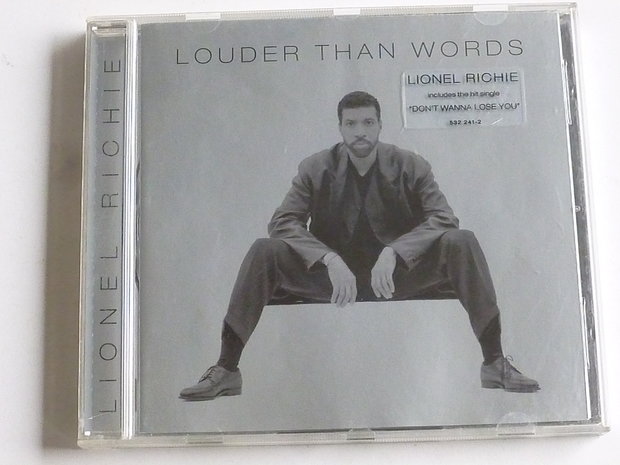 LOUDER THAN WORDS
LIONEL RICHIE
LIONEL RICHIE
includes the hit single
"DON'T WANNA LOSE YOU"
532 241-2